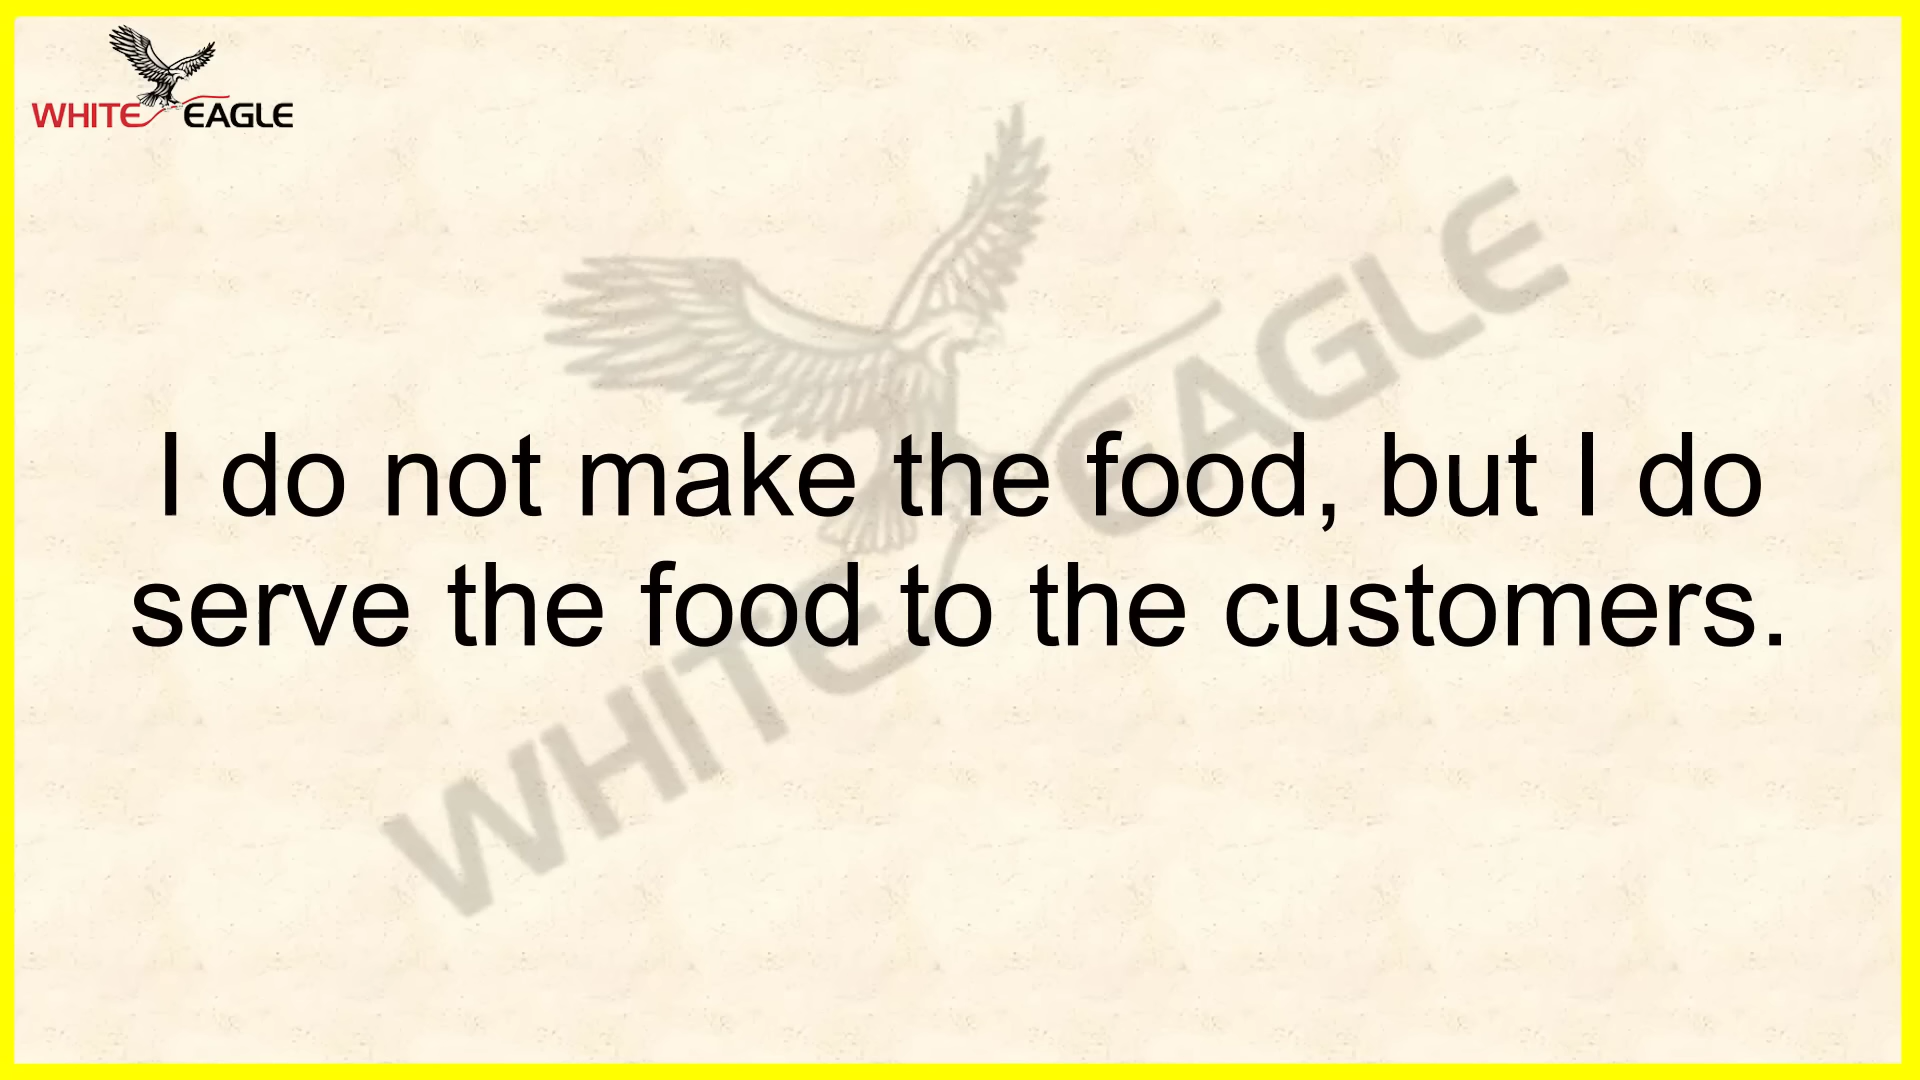 WHITE EAGLE
I do not make the food, but I do
serve the food to the customers.
WHITE EAGLE